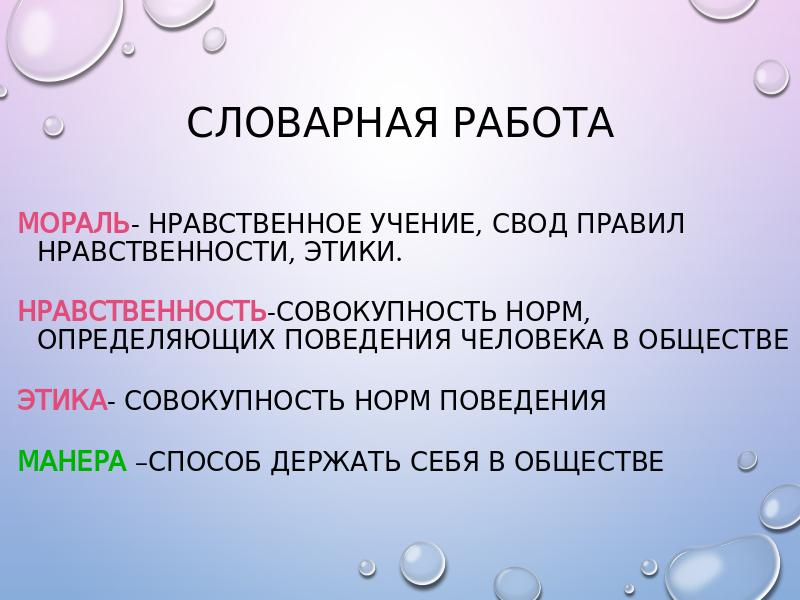 СЛОВАРНАЯ РАБОТА
МОРАЛЬ- НРАВСТВЕННОЕ УЧЕНИЕ, СВОД ПРАВИЛ
НРАВСТВЕННОСТИ, ЭТИКИ.
НРАВСТВЕННОСТЬ-СОВОКУПНОСТЬ НОРМ,
ОПРЕДЕЛЯЮЩИХ ПОВЕДЕНИЯ ЧЕЛОВЕКА В ОБЩЕСТВЕ
ЭТИКА- СОВОКУПНОСТЬ НОРМ ПОВЕДЕНИЯ
МАНЕРА –СПОСОБ ДЕРЖАТЬ СЕБЯ В ОБЩЕСТВЕ